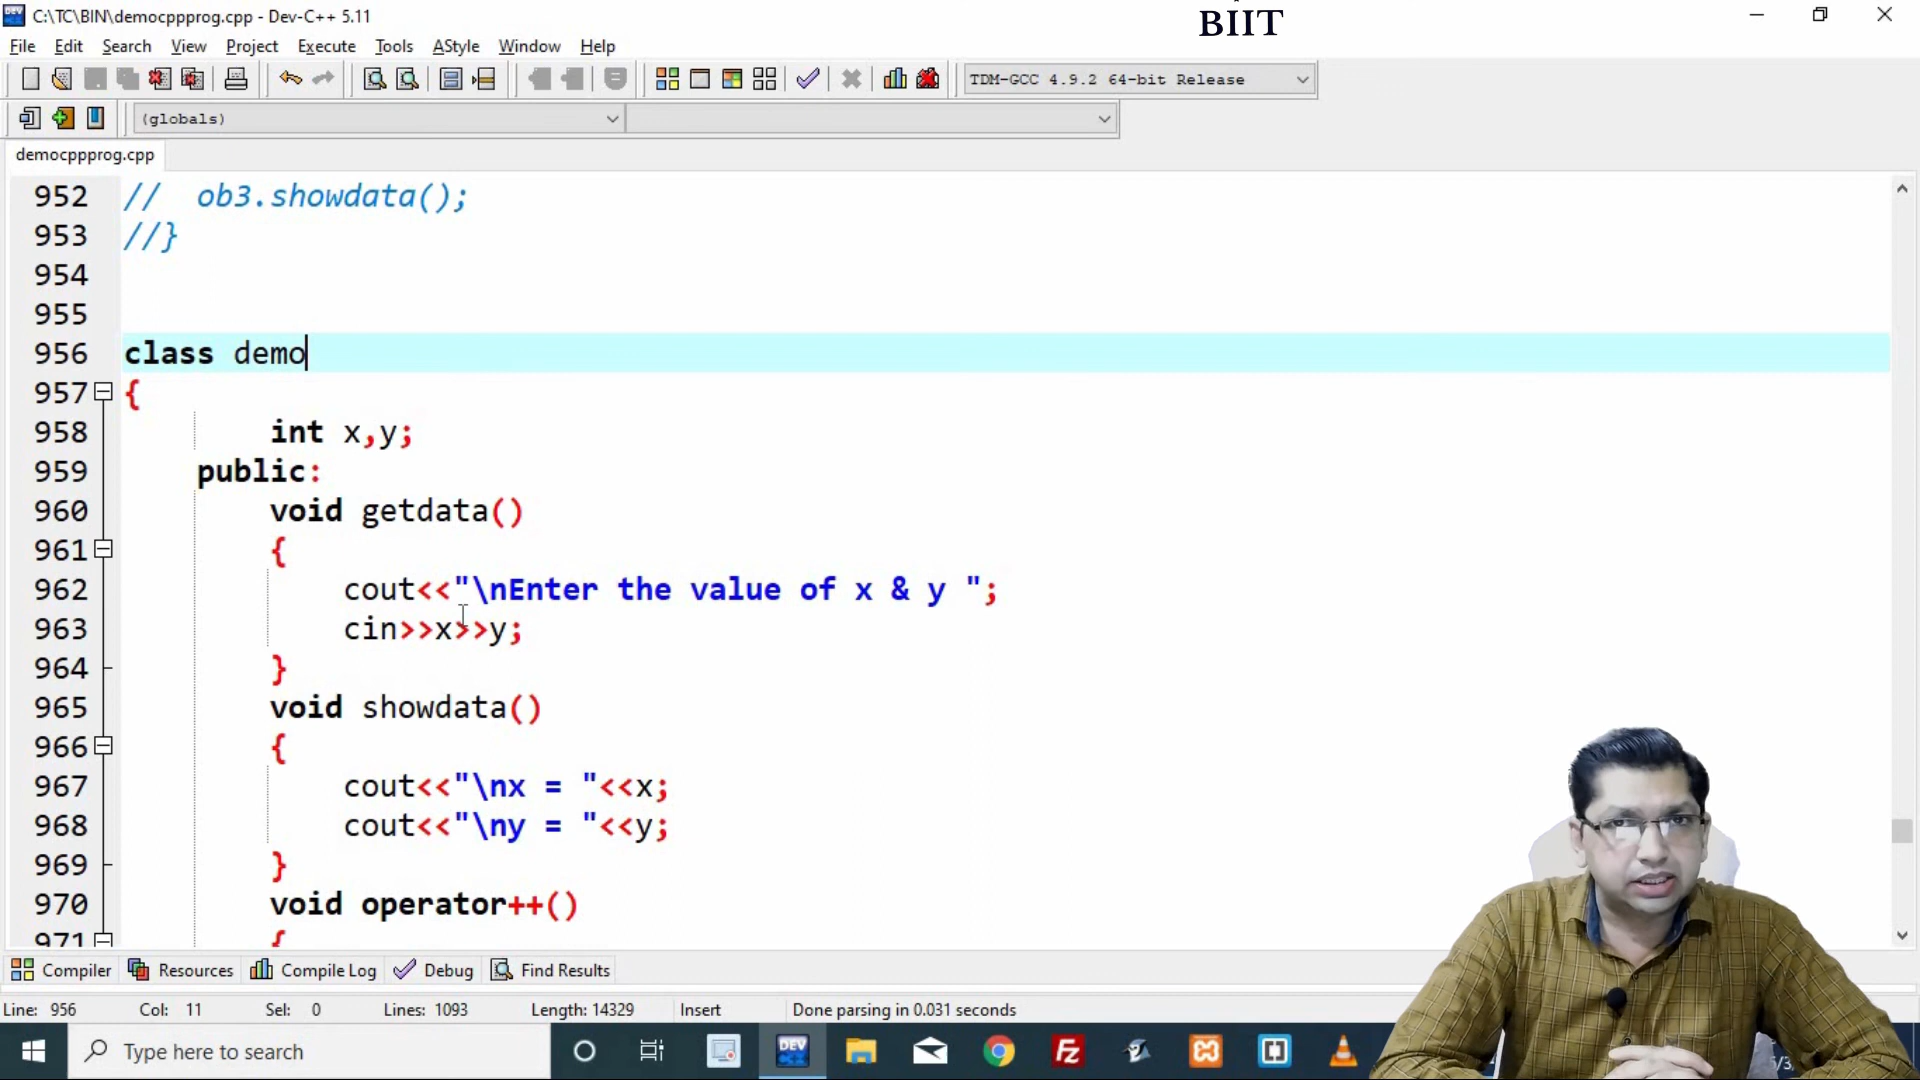 C:\TC\BIN\democppprog.cpp - Dev-C++ 5.11
BIIT
File Edit Search View Project Execute Tools AStyle Window Help
TDM-GCC 4.9.2 64-bit Release
(globals)
democppprog.cpp
952 // ob3.showdata();
953 //}
954
955
956 class demo
957 {
958 int x,y;
959 public:
960 void getdata()
961 {
962 cout<<"\nEnter the value of x & y ";
963 cin>>x>>y;
964 }
965 void showdata()
966 {
967 cout<<"\nx = "<<x;
968 cout<<"\ny = "<<y;
969 }
970 void operator++()
971 {
Compiler Resources Compile Log Debug Find Results
Line: 956 Col: 11 Sel: 0 Lines: 1093 Length: 14329 Insert Done parsing in 0.031 seconds
DEV Fz
Type here to search